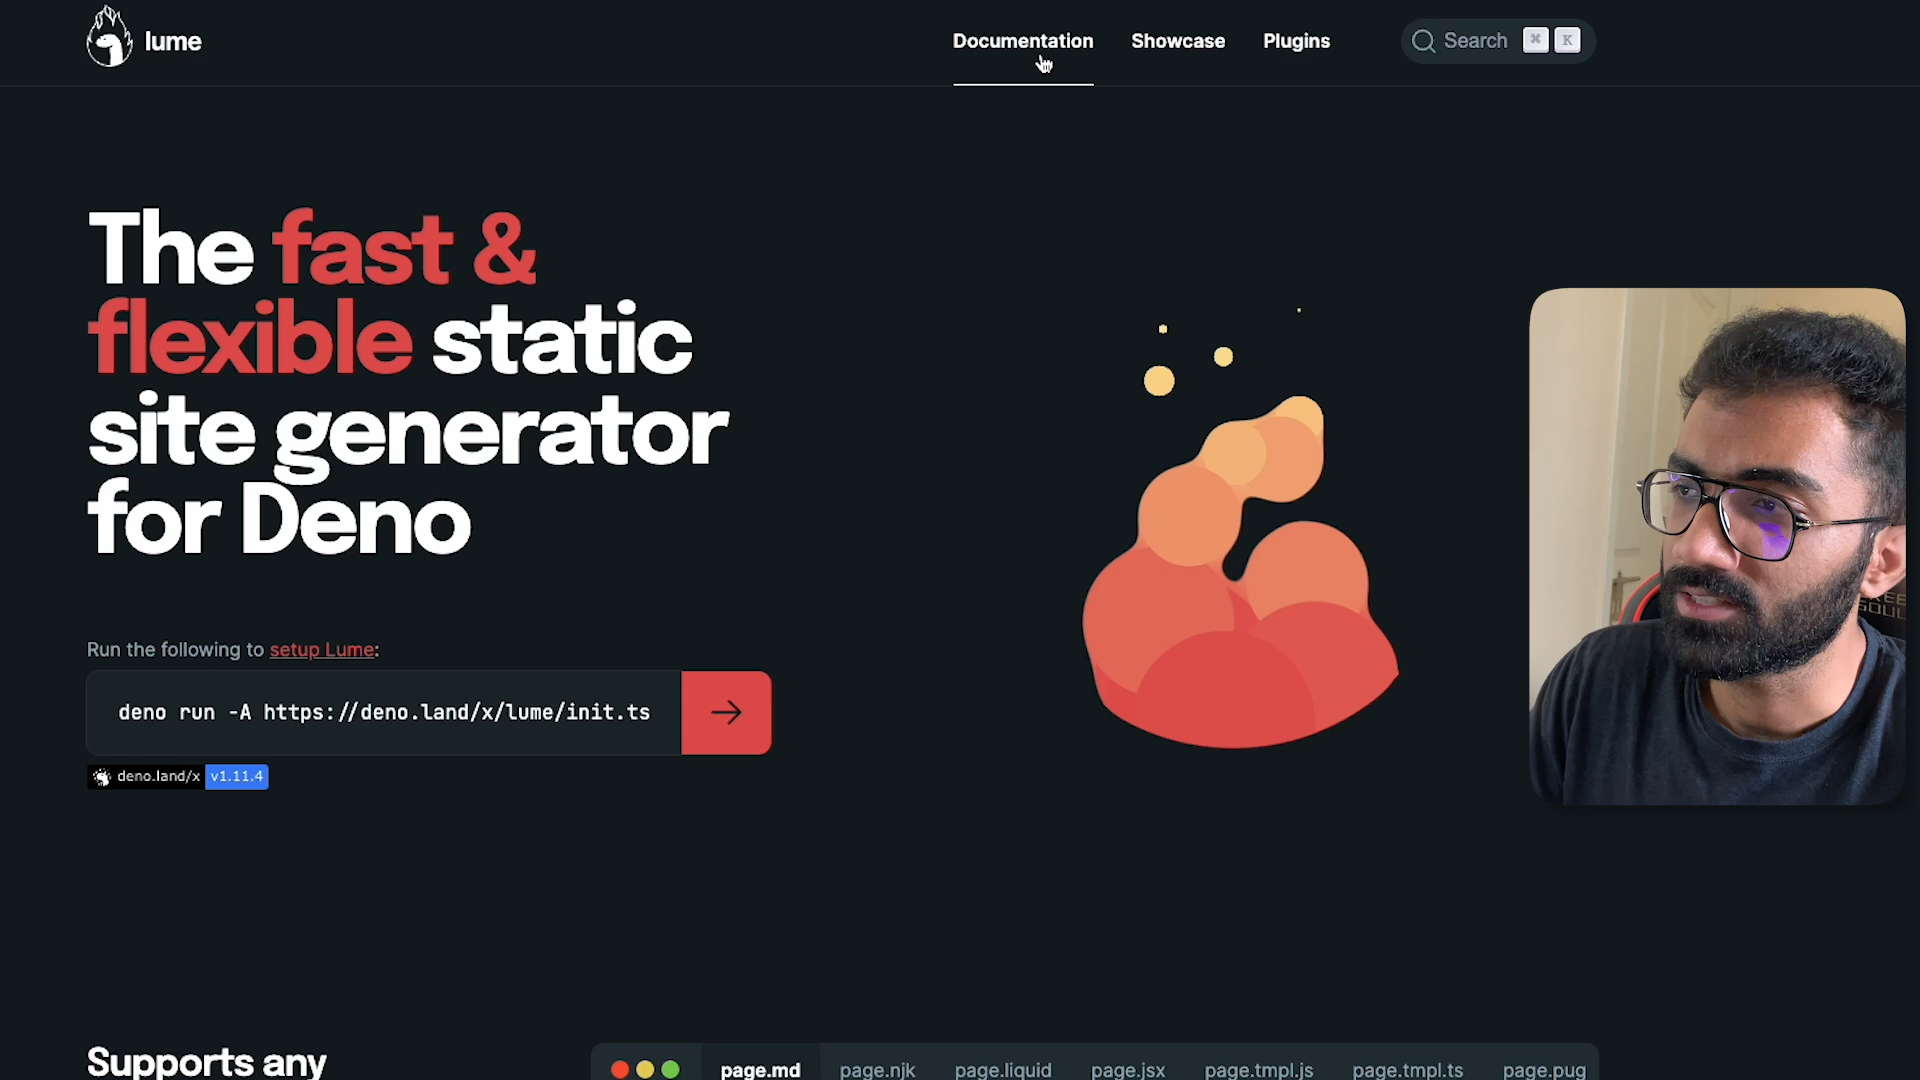 lume
Documentation
Showcase
Plugins
Search ⌘ K
The fast &
flexible static
site generator
for Deno
Run the following to setup Lume:
deno run -A https://deno.land/x/lume/init.ts
deno.land/x v1.11.4
Supports any
page.md
page.njk
page.liquid
page.jsx
page.tmpl.js
page.tmpl.ts
page.pug